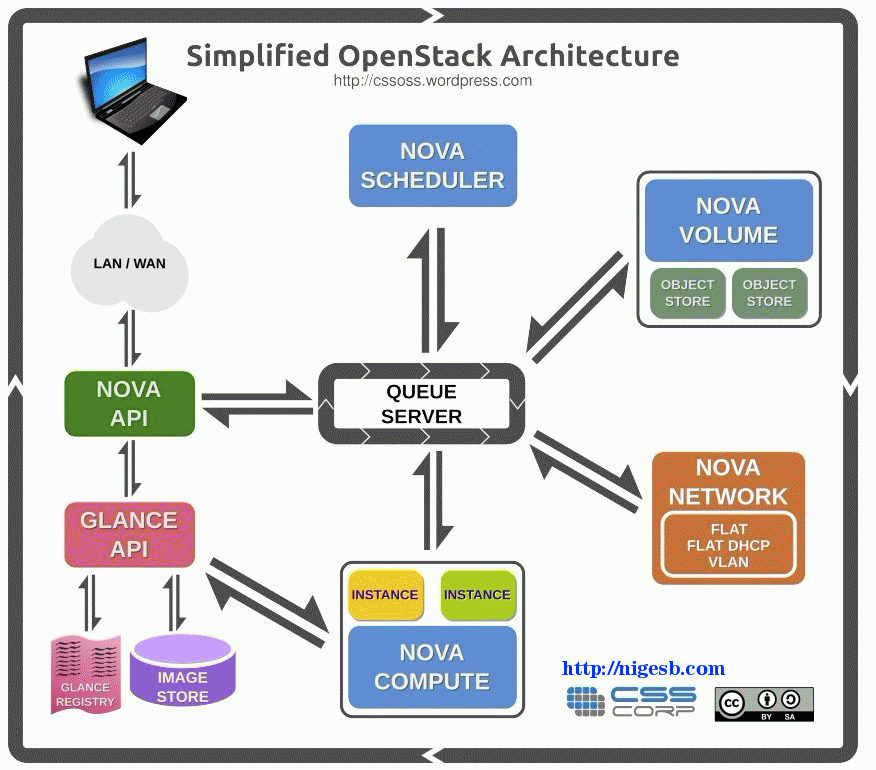 Simplified OpenStack Architecture
http://cssoss.wordpress.com
NOVA
SCHEDULER
NOVA
VOLUME
OBJECT
STORE
OBJECT
STORE
LAN / WAN
NOVA
API
QUEUE
SERVER
NOVA
NETWORK
FLAT
FLAT DHCP
VLAN
GLANCE
API
INSTANCE
INSTANCE
NOVA
COMPUTE
GLANCE
REGISTRY
IMAGE
STORE
http://nigesb.com
CSS
CORP
cc
BY SA